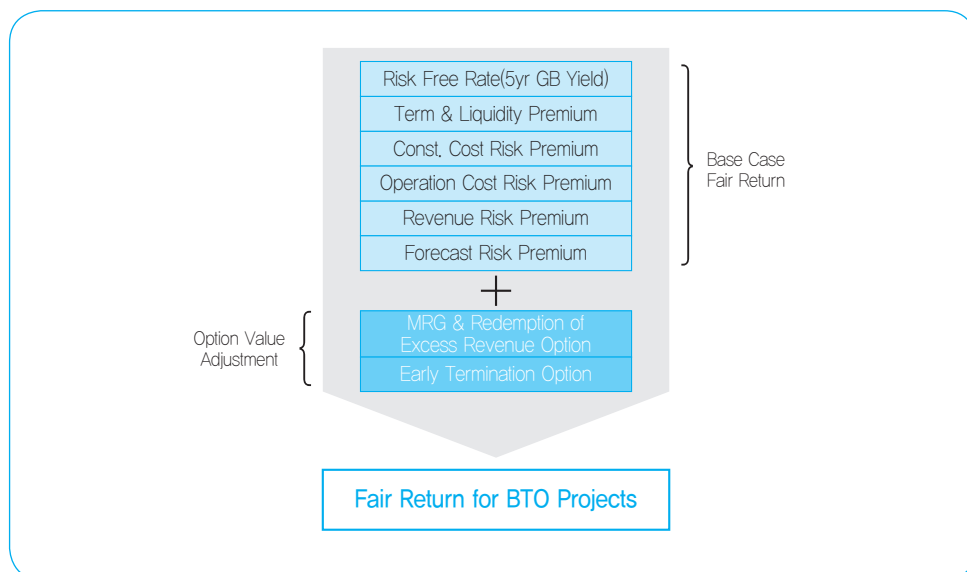 Risk Free Rate(5yr GB Yield)
Term & Liquidity Premium
Const. Cost Risk Premium
Operation Cost Risk Premium
Revenue Risk Premium
Forecast Risk Premium
Base Case
Fair Return
+
Option Value
Adjustment
MRG & Redemption of
Excess Revenue Option
Early Termination Option
Fair Return for BTO Projects